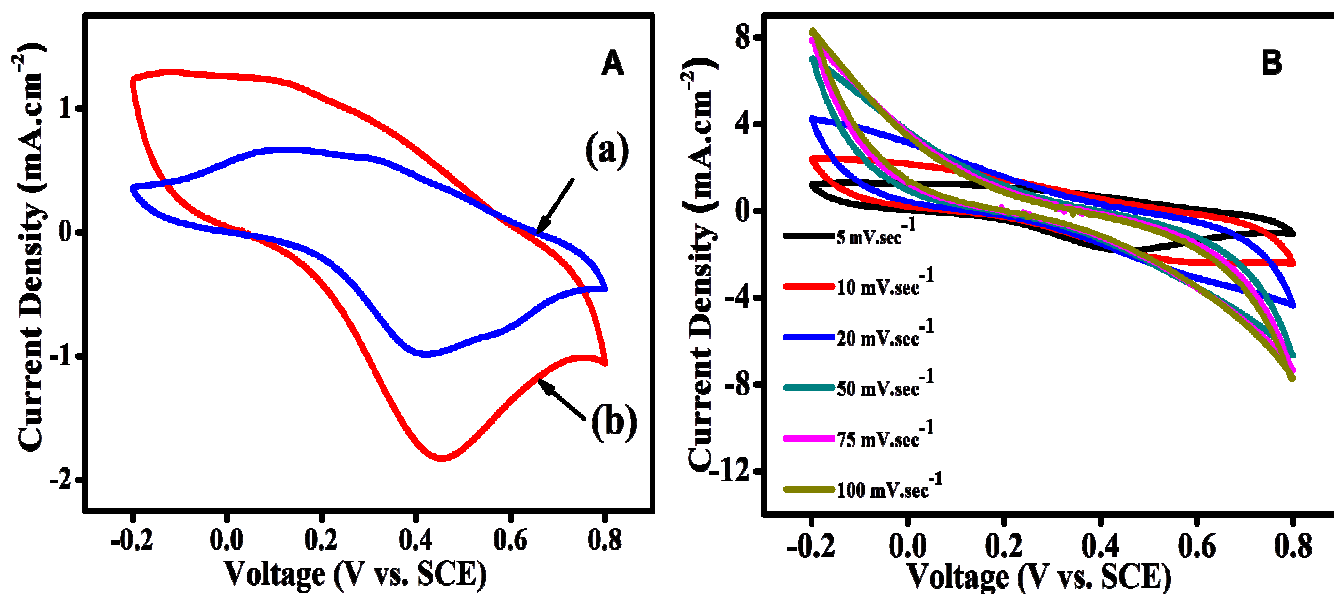 A
(a)
(b)
Current Density (mA.cm-2)
1
0
-1
-2
-0.2 0.0 0.2 0.4 0.6 0.8
Voltage (V vs. SCE)
B
Current Density (mA.cm-2)
8
4
0
-4
-8
-12
5 mV.sec-1
10 mV.sec-1
20 mV.sec-1
50 mV.sec-1
75 mV.sec-1
100 mV.sec-1
-0.2 0.0 0.2 0.4 0.6 0.8
Voltage (V vs. SCE)